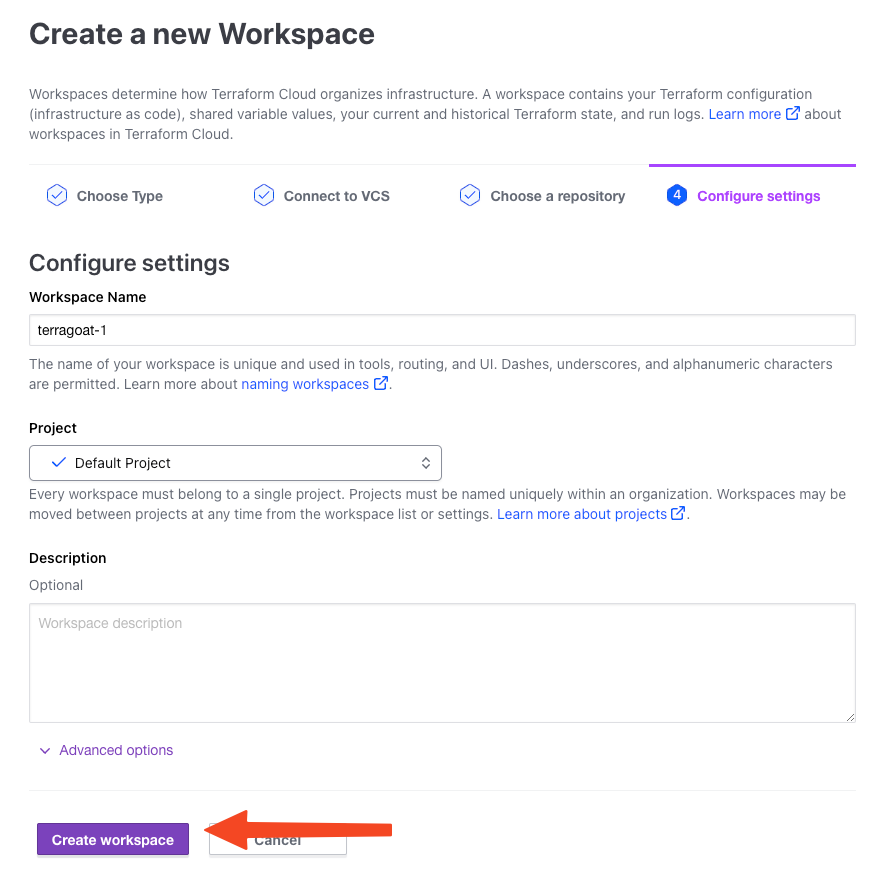 Create a new Workspace
Workspaces determine how Terraform Cloud organizes infrastructure. A workspace contains your Terraform configuration
(infrastructure as code), shared variable values, your current and historical Terraform state, and run logs. Learn more about
workspaces in Terraform Cloud.
Choose Type
Connect to VCS
Choose a repository
4 Configure settings
Configure settings
Workspace Name
terragoat-1
The name of your workspace is unique and used in tools, routing, and UI. Dashes, underscores, and alphanumeric characters
are permitted. Learn more about naming workspaces.
Project
Default Project
Every workspace must belong to a single project. Projects must be named uniquely within an organization. Workspaces may be
moved between projects at any time from the workspace list or settings. Learn more about projects.
Description
Optional
Workspace description
Advanced options
Create workspace
Cancel